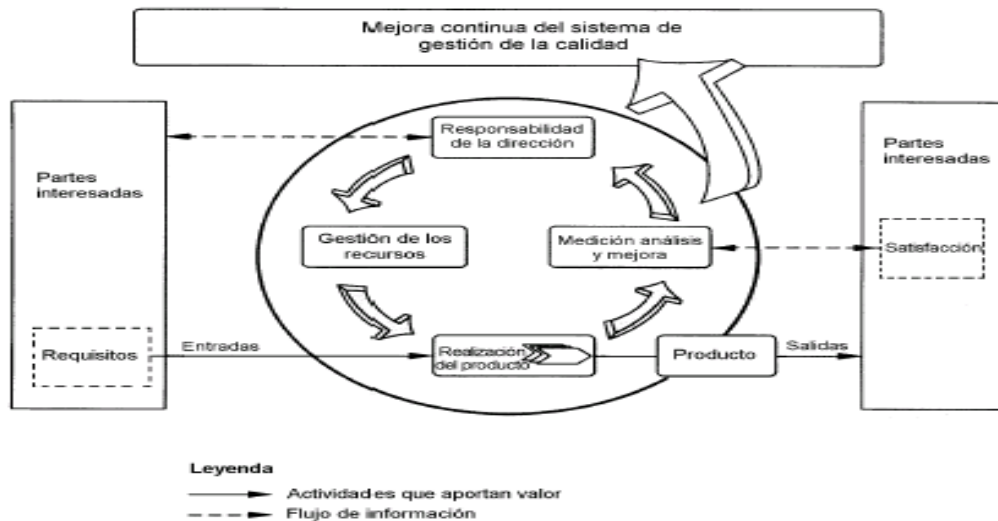 Mejora continua del sistema de
gestión de la calidad
Responsabilidad
de la dirección
Partes
interesadas
Partes
interesadas
Gestión de los
recursos
Medición análisis
y mejora
Satisfacción
Requisitos
Entradas
Realización
del producto
Producto
Salidas
Leyenda
Actividades que aportan valor
Flujo de información